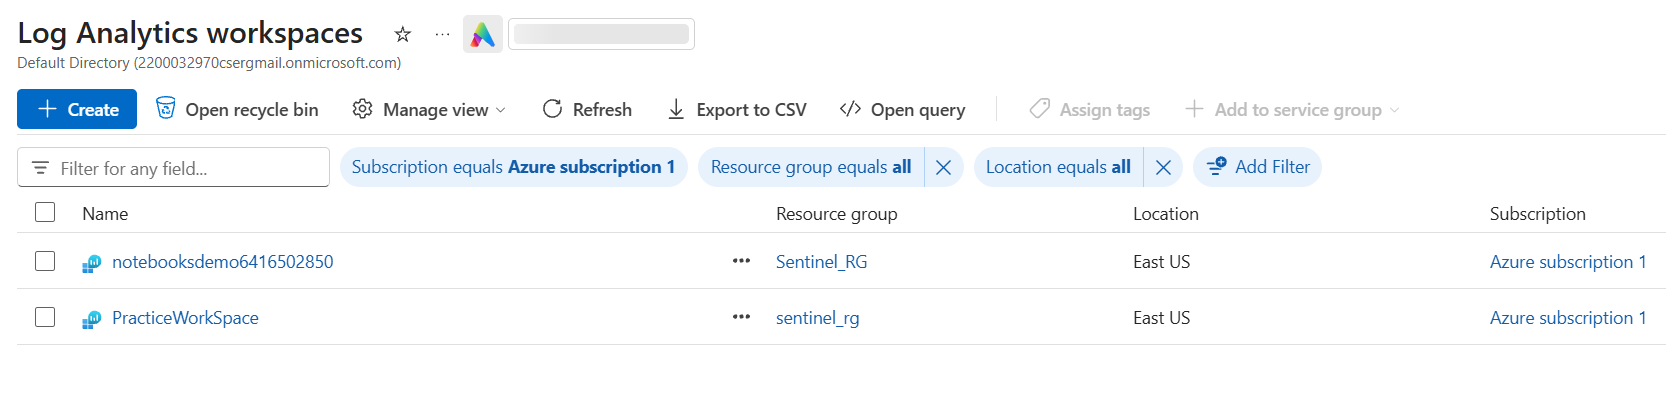 Log Analytics workspaces
Default Directory (2200032970csergmail.onmicrosoft.com)
Create Open recycle bin Manage view Refresh Export to CSV Open query Assign tags Add to service group
Filter for any field... Subscription equals Azure subscription 1 Resource group equals all Location equals all Add Filter
Name Resource group Location Subscription
notebooksdemo6416502850 Sentinel_RG East US Azure subscription 1
PracticeWorkSpace sentinel_rg East US Azure subscription 1